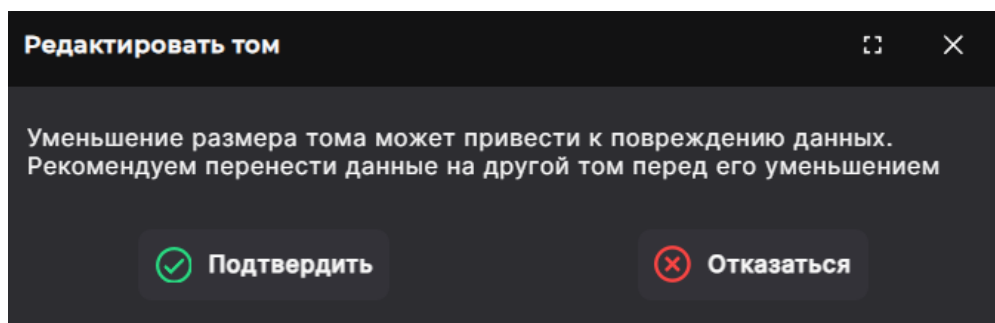 Редактировать том
Уменьшение размера тома может привести к повреждению данных.
Рекомендуем перенести данные на другой том перед его уменьшением
Подтвердить
Отказаться